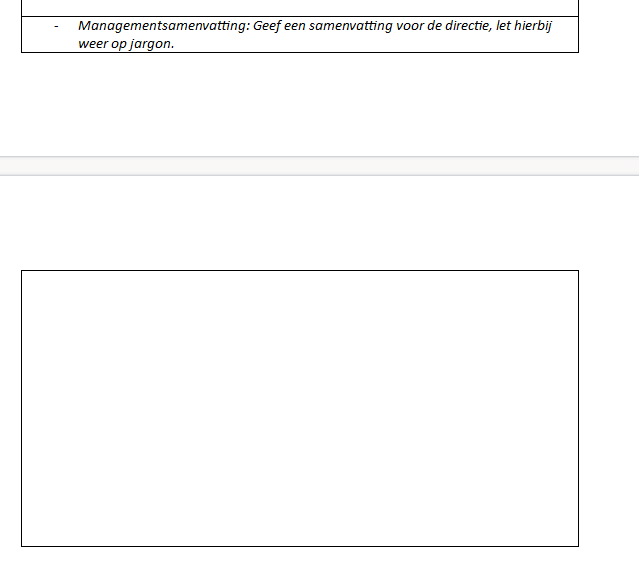 - Managementsamenvatting: Geef een samenvatting voor de directie, let hierbij
weer op jargon.